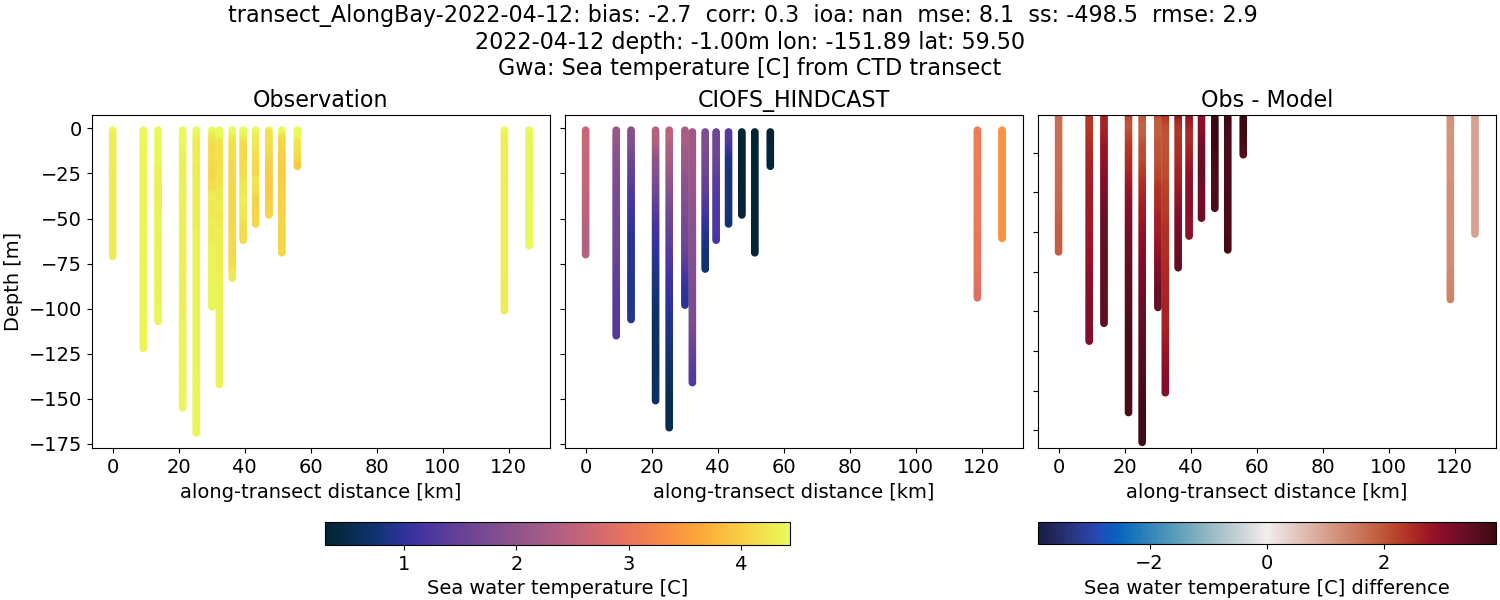 transect_AlongBay-2022-04-12: bias: -2.7  corr: 0.3  ioa: nan  mse: 8.1  ss: -498.5  rmse: 2.9
2022-04-12 depth: -1.00m lon: -151.89 lat: 59.50
Gwa: Sea temperature [C] from CTD transect
Observation
CIOFS_HINDCAST
Obs - Model
Depth [m]
0
−25
−50
−75
−100
−125
−150
−175
0 20 40 60 80 100 120
0 20 40 60 80 100 120
0 20 40 60 80 100 120
along-transect distance [km]
along-transect distance [km]
along-transect distance [km]
1 2 3 4
Sea water temperature [C]
−2 0 2
Sea water temperature [C] difference